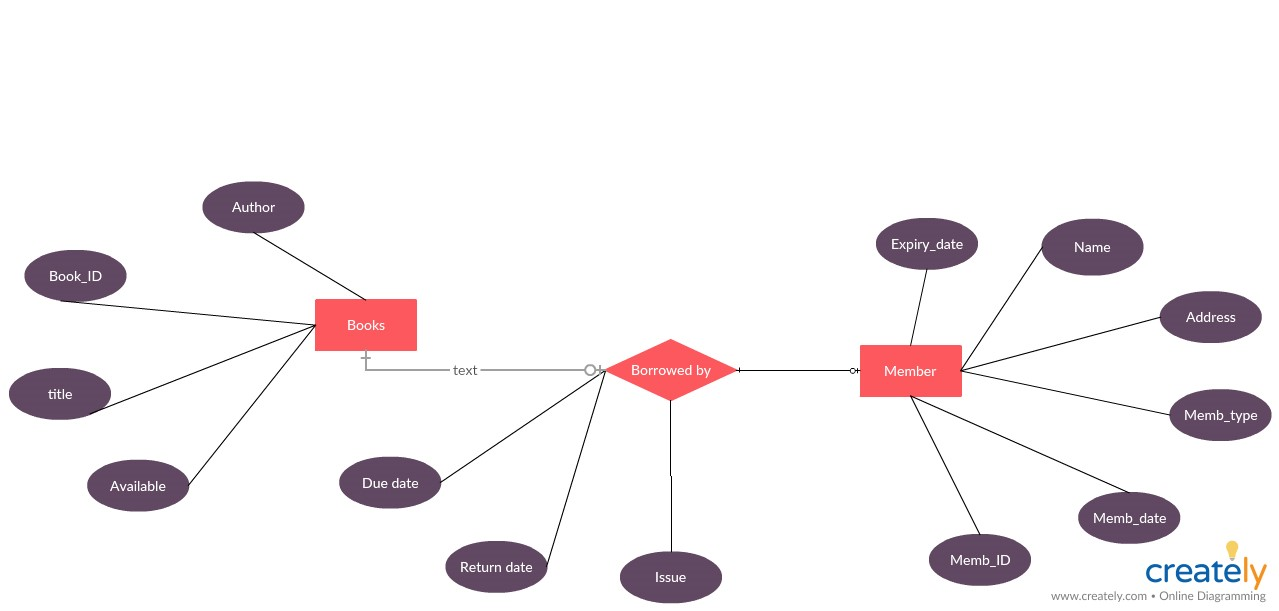 Author
Expiry_date
Name
Book_ID
Address
Books
text
Borrowed by
Member
title
Memb_type
Available
Due date
Memb_date
Return date
Issue
Memb_ID
creately
www.creately.com • Online Diagramming